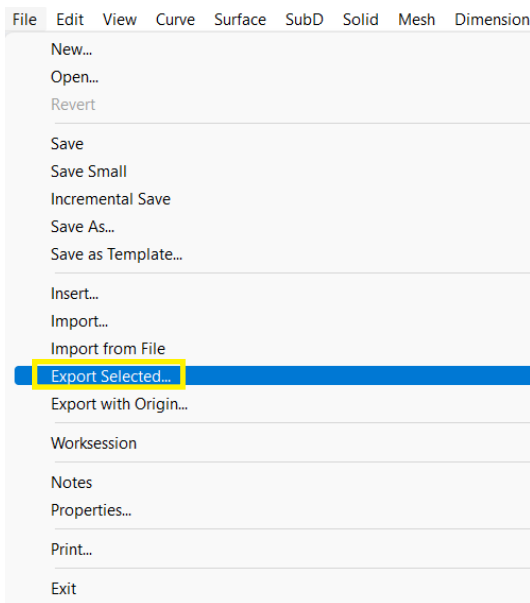 File Edit View Curve Surface SubD Solid Mesh Dimension
New...
Open...
Revert
Save
Save Small
Incremental Save
Save As...
Save as Template...
Insert...
Import...
Import from File
Export Selected...
Export with Origin...
Worksession
Notes
Properties...
Print...
Exit